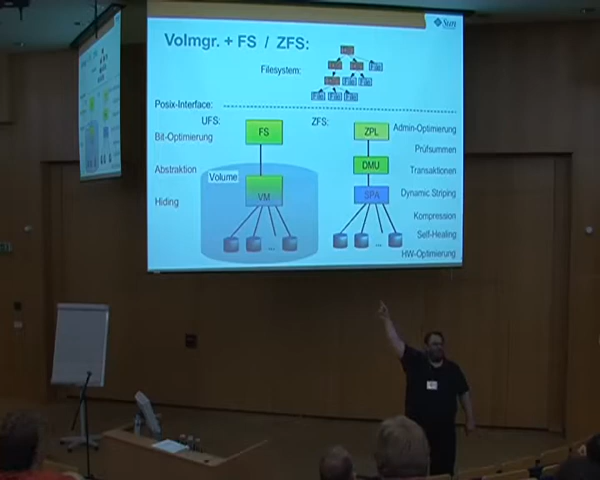 Sun
Volmgr. + FS / ZFS:
Filesystem:
Posix-Interface:
UFS:
ZFS:
Bit-Optimierung
Abstraktion
Hiding
FS
Volume
VM
...
ZPL
DMU
SPA
...
Admin-Optimierung
Prüfsummen
Transaktionen
Dynamic Striping
Kompression
Self-Healing
HW-Optimierung